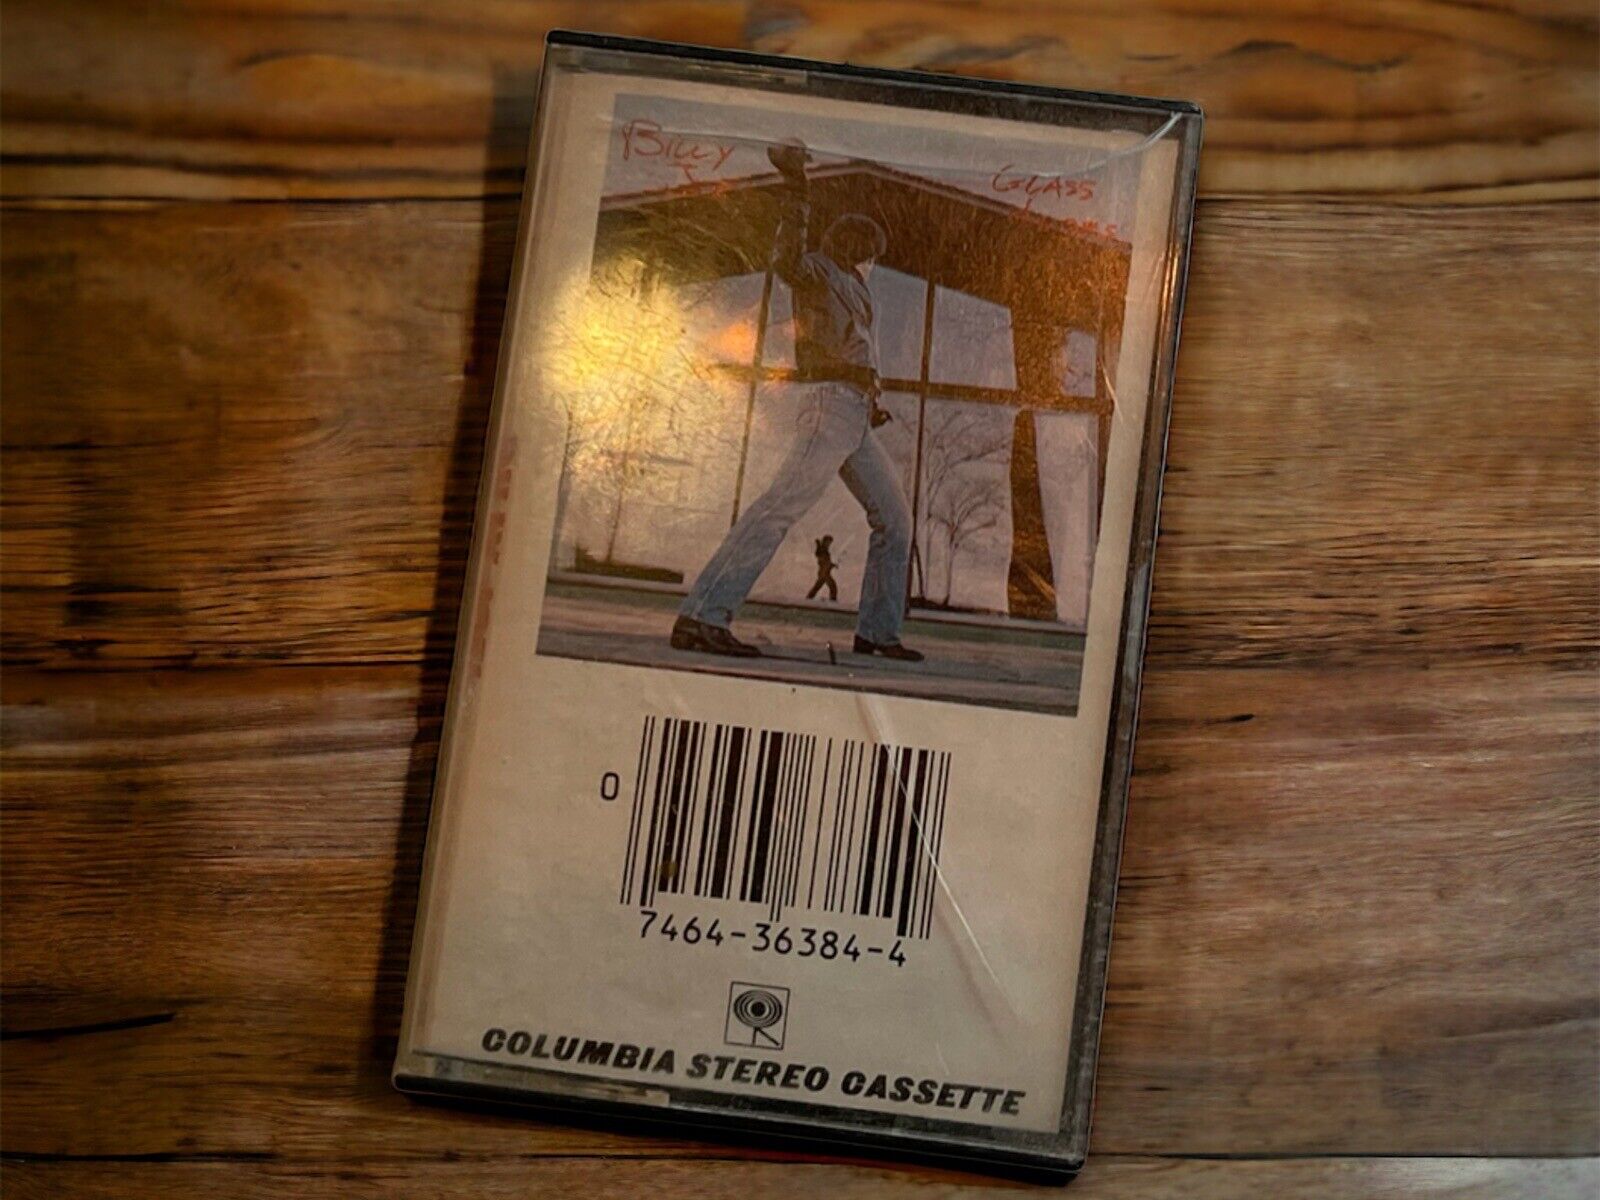 Billy
Glass
0
7464-36384-4
COLUMBIA STEREO CASSETTE